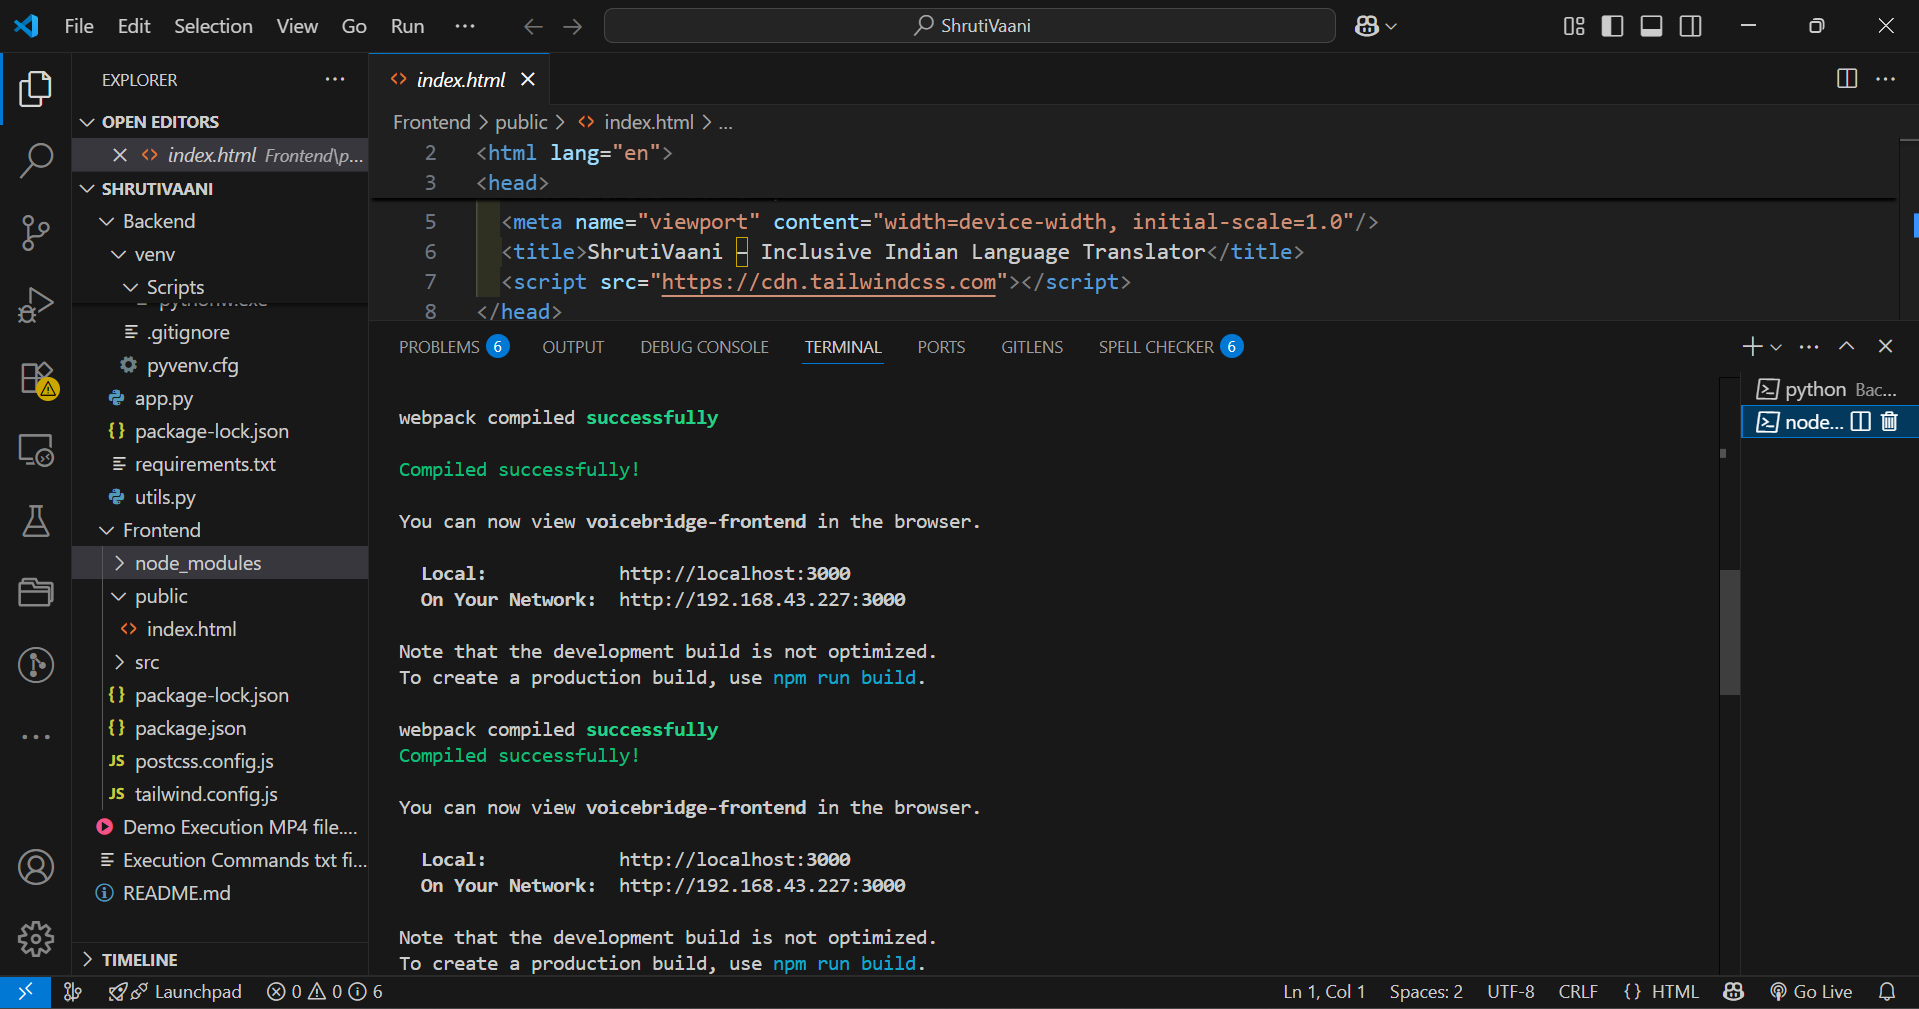 File Edit Selection View Go Run ShrutiVaani
EXPLORER
OPEN EDITORS
index.html Frontend\p...
SHRUTIVAANI
Backend
venv
Scripts
pythonw.exe
.gitignore
pyvenv.cfg
app.py
package-lock.json
requirements.txt
utils.py
Frontend
node_modules
public
index.html
src
package-lock.json
package.json
JS postcss.config.js
JS tailwind.config.js
Demo Execution MP4 file....
Execution Commands txt fi...
README.md
TIMELINE
index.html
Frontend > public > <> index.html > ...
2 <html lang="en">
3 <head>
5 <meta name="viewport" content="width=device-width, initial-scale=1.0"/>
6 <title>ShrutiVaani – Inclusive Indian Language Translator</title>
7 <script src="https://cdn.tailwindcss.com"></script>
8 </head>
PROBLEMS 6 OUTPUT DEBUG CONSOLE TERMINAL PORTS GITLENS SPELL CHECKER 6
webpack compiled successfully
Compiled successfully!
You can now view voicebridge-frontend in the browser.
Local: http://localhost:3000
On Your Network: http://192.168.43.227:3000
Note that the development build is not optimized.
To create a production build, use npm run build.
webpack compiled successfully
Compiled successfully!
You can now view voicebridge-frontend in the browser.
Local: http://localhost:3000
On Your Network: http://192.168.43.227:3000
Note that the development build is not optimized.
To create a production build, use npm run build.
python Bac...
node...
Launchpad 0 0 6 Ln 1, Col 1 Spaces: 2 UTF-8 CRLF {} HTML Go Live